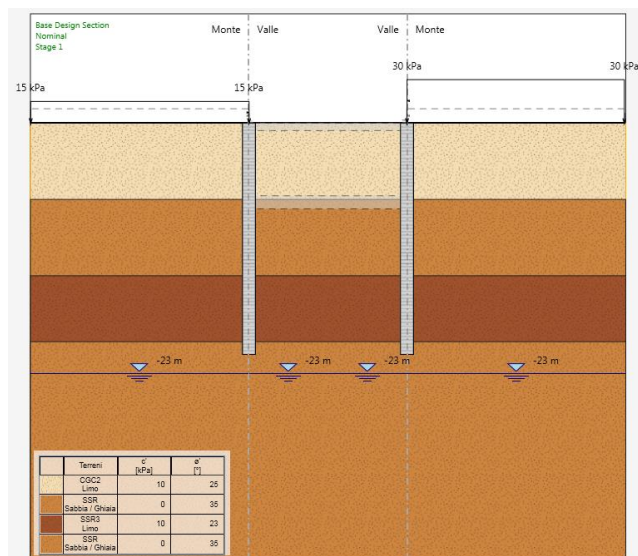 Base Design Section
Nominal
Stage 1
Monte Valle Valle Monte
15 kPa 15 kPa 30 kPa 30 kPa
-23 m -23 m -23 m -23 m
Terreni c' [kPa] ø' [°]
CGC2 Limo 10 25
SSR Sabbia / Ghiaia 0 35
SSR3 Limo 10 23
SSR Sabbia / Ghiaia 0 35